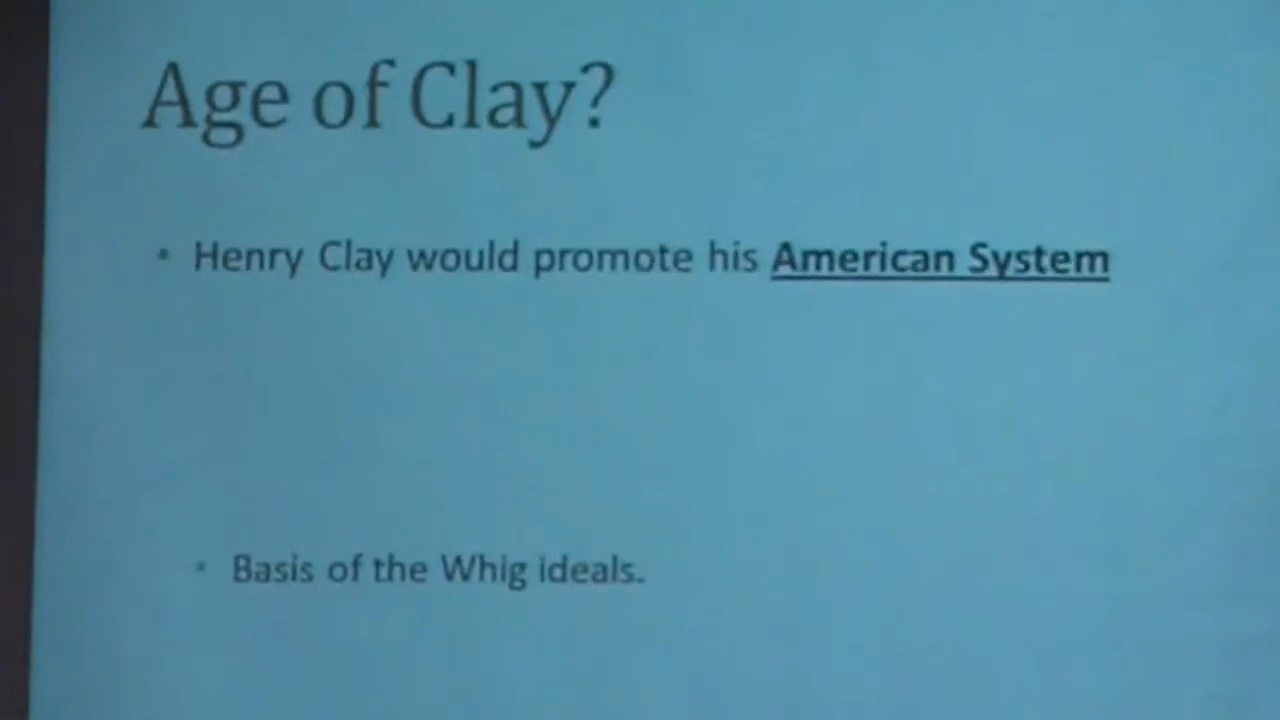 Age of Clay?
• Henry Clay would promote his American System
• Basis of the Whig ideals.